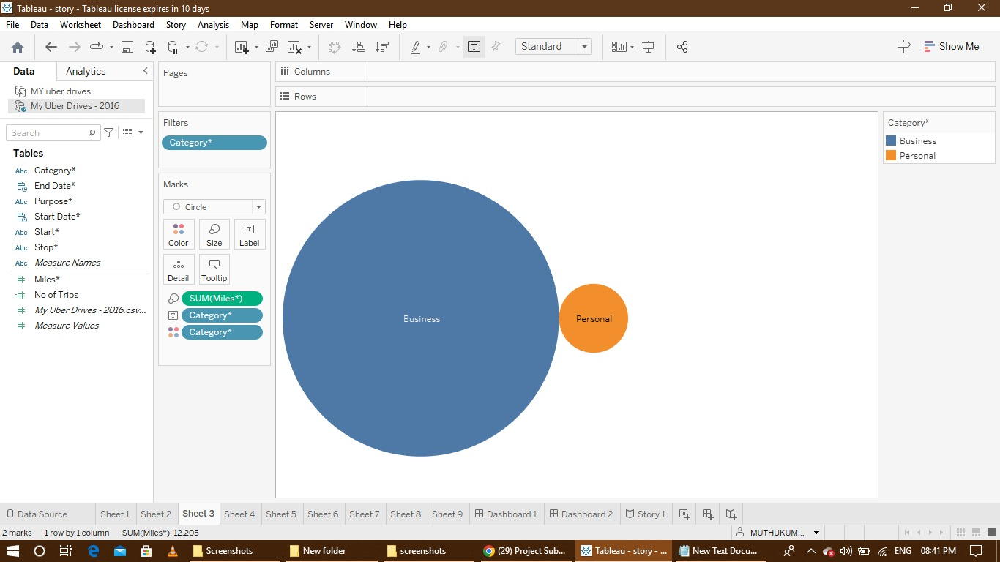 Tableau - story - Tableau license expires in 10 days
File Data Worksheet Dashboard Story Analysis Map Format Server Window Help
Standard
Show Me
Data Analytics
MY uber drives
My Uber Drives - 2016
Search
Tables
Abc Category*
End Date*
Abc Purpose*
Start Date*
Abc Start*
Abc Stop*
Abc Measure Names
Miles*
No of Trips
My Uber Drives - 2016.csv...
Measure Values
Pages
Filters
Category*
Marks
Circle
Color Size Label
Detail Tooltip
SUM(Miles*)
Category*
Category*
Columns
Rows
Business
Personal
Category*
Business
Personal
Data Source Sheet 1 Sheet 2 Sheet 3 Sheet 4 Sheet 5 Sheet 6 Sheet 7 Sheet 8 Sheet 9 Dashboard 1 Dashboard 2 Story 1
2 marks 1 row by 1 column SUM(Miles*): 12,205 MUTHUKUM...
Screenshots New folder screenshots (29) Project Sub... Tableau - story - ... New Text Docu... ENG 08:41 PM